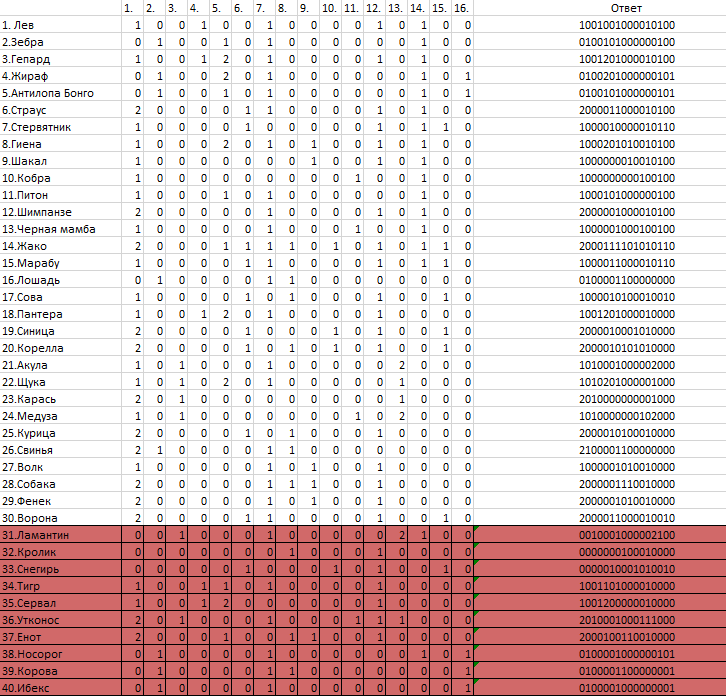 1. 2. 3. 4. 5. 6. 7. 8. 9. 10. 11. 12. 13. 14. 15. 16. Ответ
1. Лев 1 0 0 1 0 0 1 0 0 0 0 1 0 1 0 0 1001001000010100
2.Зебра 0 1 0 0 1 0 1 0 0 0 0 0 0 1 0 0 0100101000000100
3.Гепард 1 0 0 1 2 0 1 0 0 0 0 1 0 1 0 0 1001201000010100
4.Жираф 0 1 0 0 2 0 1 0 0 0 0 0 0 1 0 1 0100201000000101
5.Антилопа Бонго 0 1 0 0 1 0 1 0 0 0 0 0 0 1 0 1 0100101000000101
6.Страус 2 0 0 0 0 1 1 0 0 0 0 1 0 1 0 0 2000011000010100
7.Стервятник 1 0 0 0 0 1 0 0 0 0 0 1 0 1 1 0 1000010000010110
8.Гиена 1 0 0 0 2 0 1 0 1 0 0 1 0 1 0 0 1000201010010100
9.Шакал 1 0 0 0 0 0 0 0 1 0 0 1 0 1 0 0 1000000010010100
10.Кобра 1 0 0 0 0 0 0 0 0 0 1 0 0 1 0 0 1000000000100100
11.Питон 1 0 0 0 1 0 1 0 0 0 0 0 0 1 0 0 1000101000000100
12.Шимпанзе 2 0 0 0 0 0 1 0 0 0 0 1 0 1 0 0 2000001000010100
13.Черная мамба 1 0 0 0 0 0 1 0 0 0 1 0 0 1 0 0 1000001000100100
14.Жако 2 0 0 0 1 1 1 1 0 1 0 1 0 1 1 0 2000111101010110
15.Марабу 1 0 0 0 0 1 1 0 0 0 0 1 0 1 1 0 1000011000010110
16.Лошадь 0 1 0 0 0 0 1 1 0 0 0 0 0 0 0 0 0100001100000000
17.Сова 1 0 0 0 0 1 0 1 0 0 0 1 0 0 1 0 1000010100010010
18.Пантера 1 0 0 1 2 0 1 0 0 0 0 1 0 0 0 0 1001201000010000
19.Синица 2 0 0 0 0 1 0 0 0 1 0 1 0 0 1 0 2000010001010010
20.Корелла 2 0 0 0 0 1 0 1 0 1 0 1 0 0 1 0 2000010101010010
21.Акула 1 0 1 0 0 0 1 0 0 0 0 0 2 0 0 0 1010001000002000
22.Щука 1 0 1 0 2 0 1 0 0 0 0 0 1 0 0 0 1010201000001000
23.Карась 2 0 1 0 0 0 0 0 0 0 0 0 1 0 0 0 2010000000001000
24.Медуза 1 0 1 0 0 0 0 0 0 0 1 0 2 0 0 0 1010000000102000
25.Курица 2 0 0 0 0 1 0 1 0 0 0 1 0 0 0 0 2000010100010000
26.Свинья 2 1 0 0 0 0 1 1 0 0 0 0 0 0 0 0 2100001100000000
27.Волк 1 0 0 0 0 0 1 0 1 0 0 1 0 0 0 0 1000001010010000
28.Собака 2 0 0 0 0 0 1 1 1 0 0 1 0 0 0 0 2000001110010000
29.Фенек 2 0 0 0 0 0 1 0 1 0 0 1 0 0 0 0 2000001010010000
30.Ворона 2 0 0 0 0 1 1 0 0 0 0 1 0 0 1 0 2000011000010010
31.Ламантин 0 0 1 0 0 0 1 0 0 0 0 0 2 1 0 0 0010001000002100
32.Кролик 0 0 0 0 0 0 0 1 0 0 0 1 0 0 0 0 0000000100010000
33.Снегирь 0 0 0 0 0 1 0 0 0 1 0 1 0 0 1 0 0000010001010010
34.Тигр 1 0 0 1 1 0 1 0 0 0 0 1 0 0 0 0 1001101000010000
35.Сервал 1 0 0 1 2 0 0 0 0 0 0 1 0 0 0 0 1001200000010000
36.Утконос 2 0 1 0 0 0 1 0 0 0 1 1 1 0 0 0 2010001000111000
37.Енот 2 0 0 0 1 0 0 1 1 0 0 1 0 0 0 0 2000100110010000
38.Носорог 0 1 0 0 0 0 1 0 0 0 0 0 0 1 0 1 0100001000000101
39.Корова 0 1 0 0 0 0 1 1 0 0 0 0 0 0 0 1 0100001100000001
40.Ибекс 0 1 0 0 0 0 1 0 0 0 0 0 0 0 0 1 0100001000000001